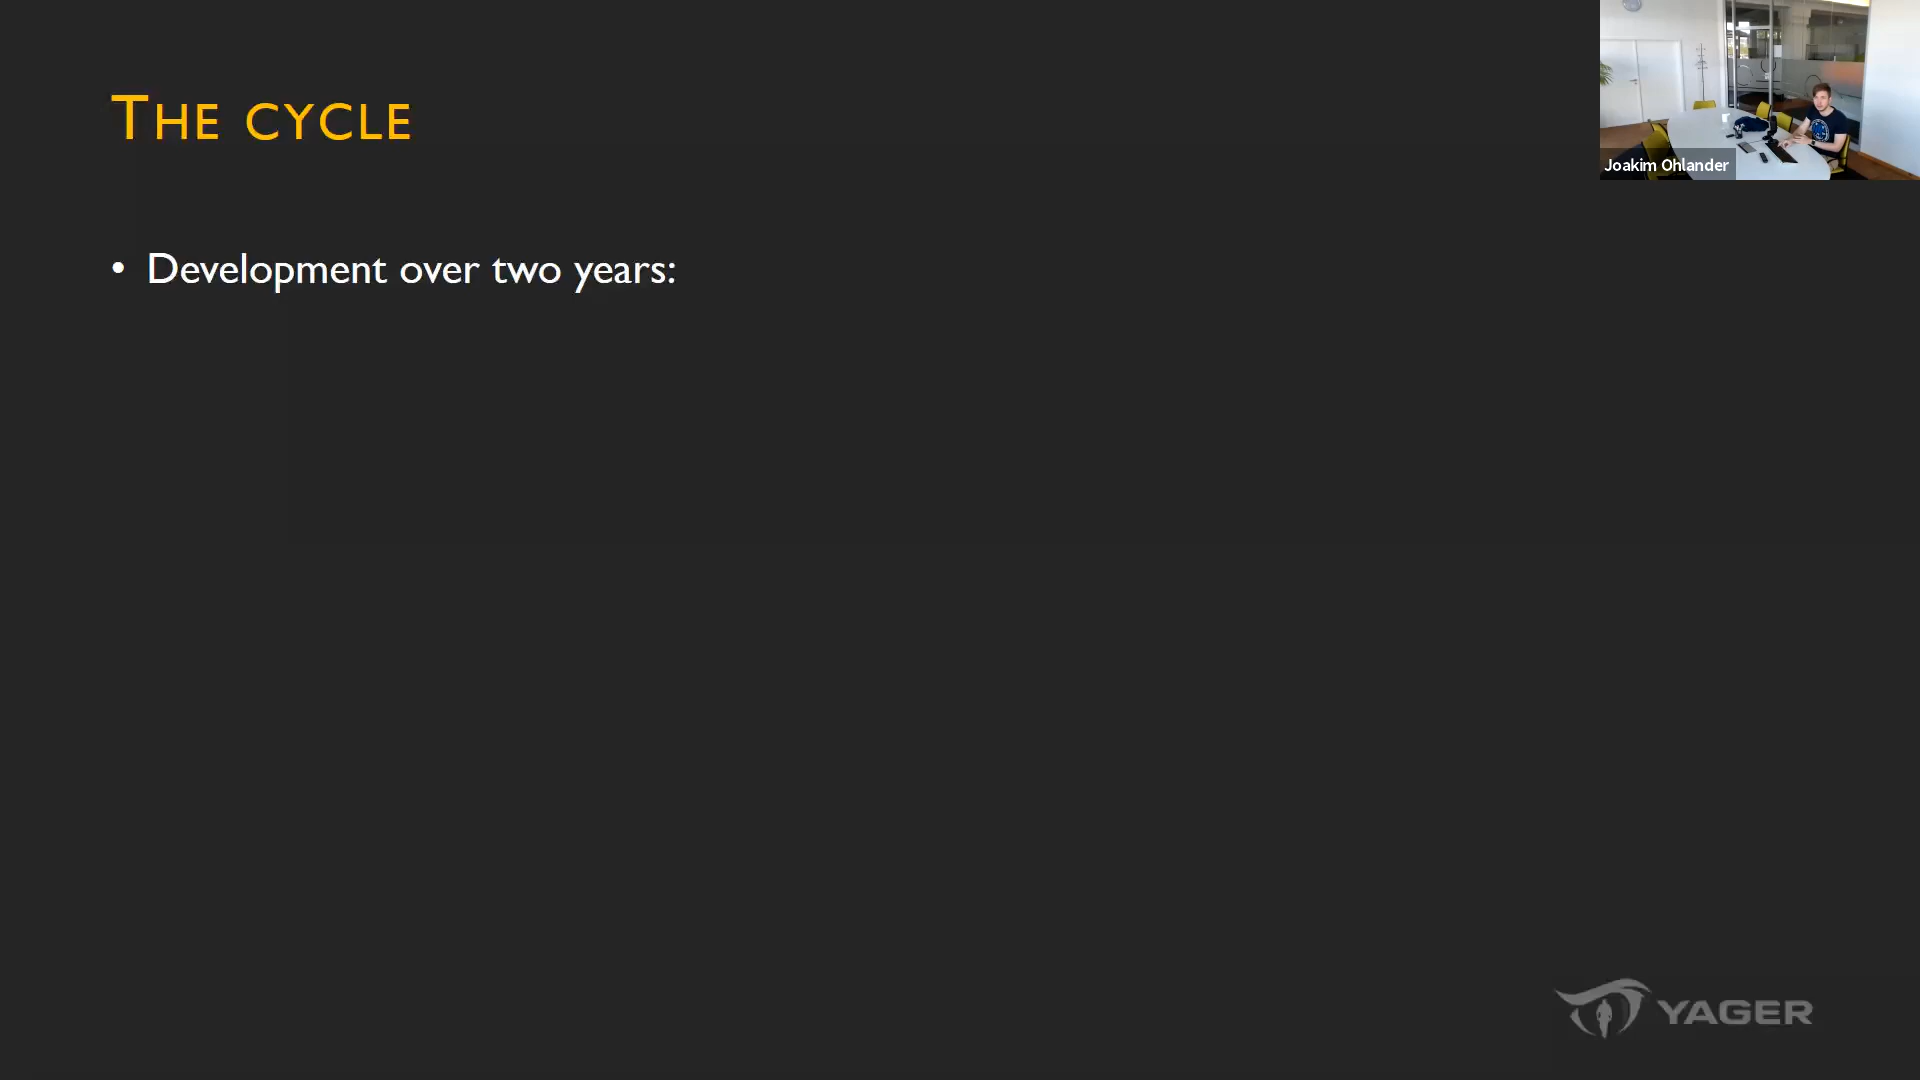 THE CYCLE
• Development over two years:
Joakim Ohlander
YAGER